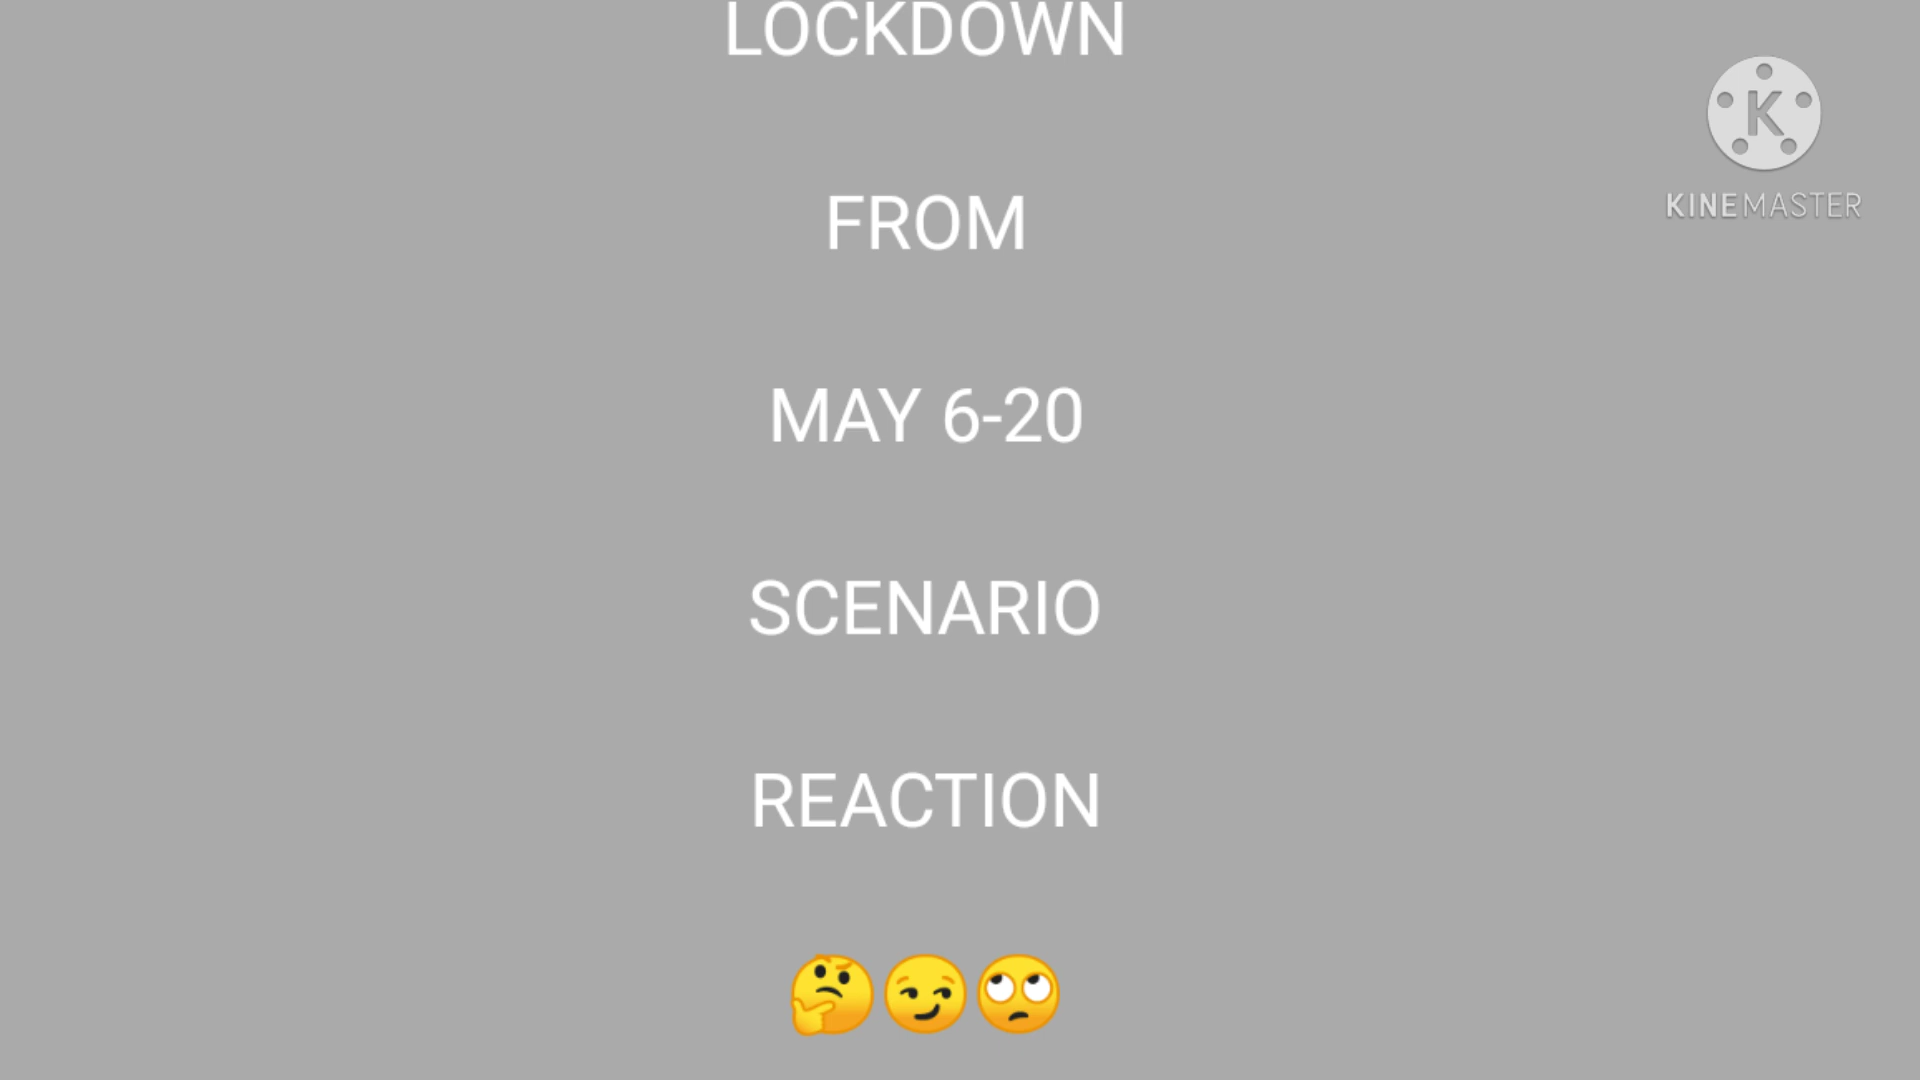 LOCKDOWN
FROM
MAY 6-20
SCENARIO
REACTION
🤔😏🙄
K
KINEMASTER